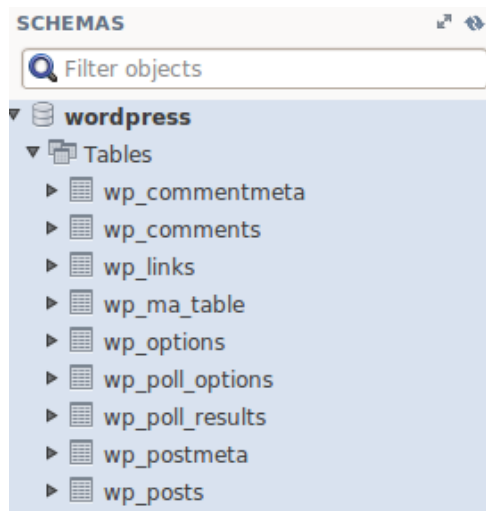 SCHEMAS
Filter objects
wordpress
Tables
wp_commentmeta
wp_comments
wp_links
wp_ma_table
wp_options
wp_poll_options
wp_poll_results
wp_postmeta
wp_posts